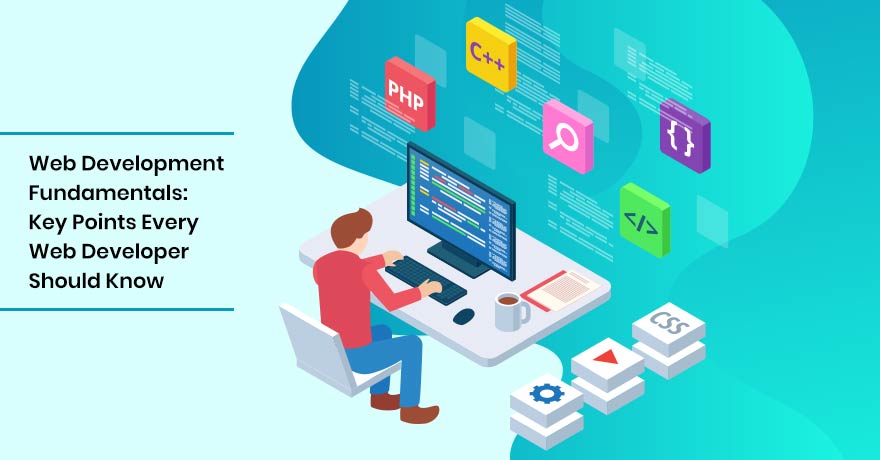 Web Development
Fundamentals:
Key Points Every
Web Developer
Should Know
C++
PHP
{}
</>
CSS